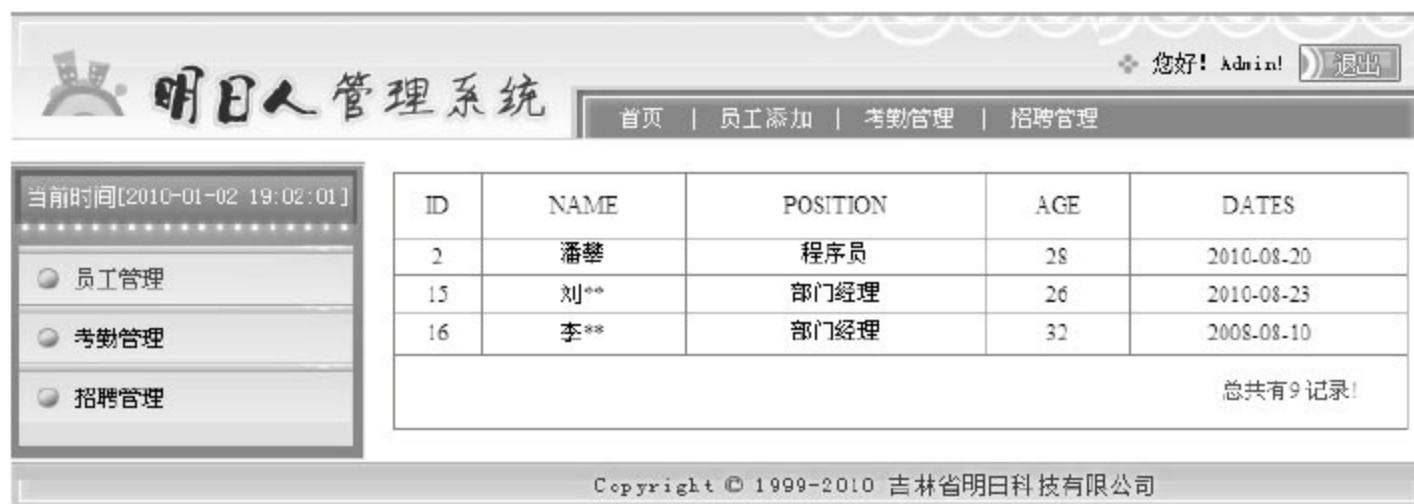 您好! Admin! 退出
明日人管理系统
首页 | 员工添加 | 考勤管理 | 招聘管理
当前时间[2010-01-02 19:02:01]
员工管理
考勤管理
招聘管理
ID NAME POSITION AGE DATES
2 潘攀 程序员 28 2010-08-20
15 刘** 部门经理 26 2010-08-23
16 李** 部门经理 32 2008-08-10
总共有9记录!
Copyright © 1999-2010 吉林省明日科技有限公司